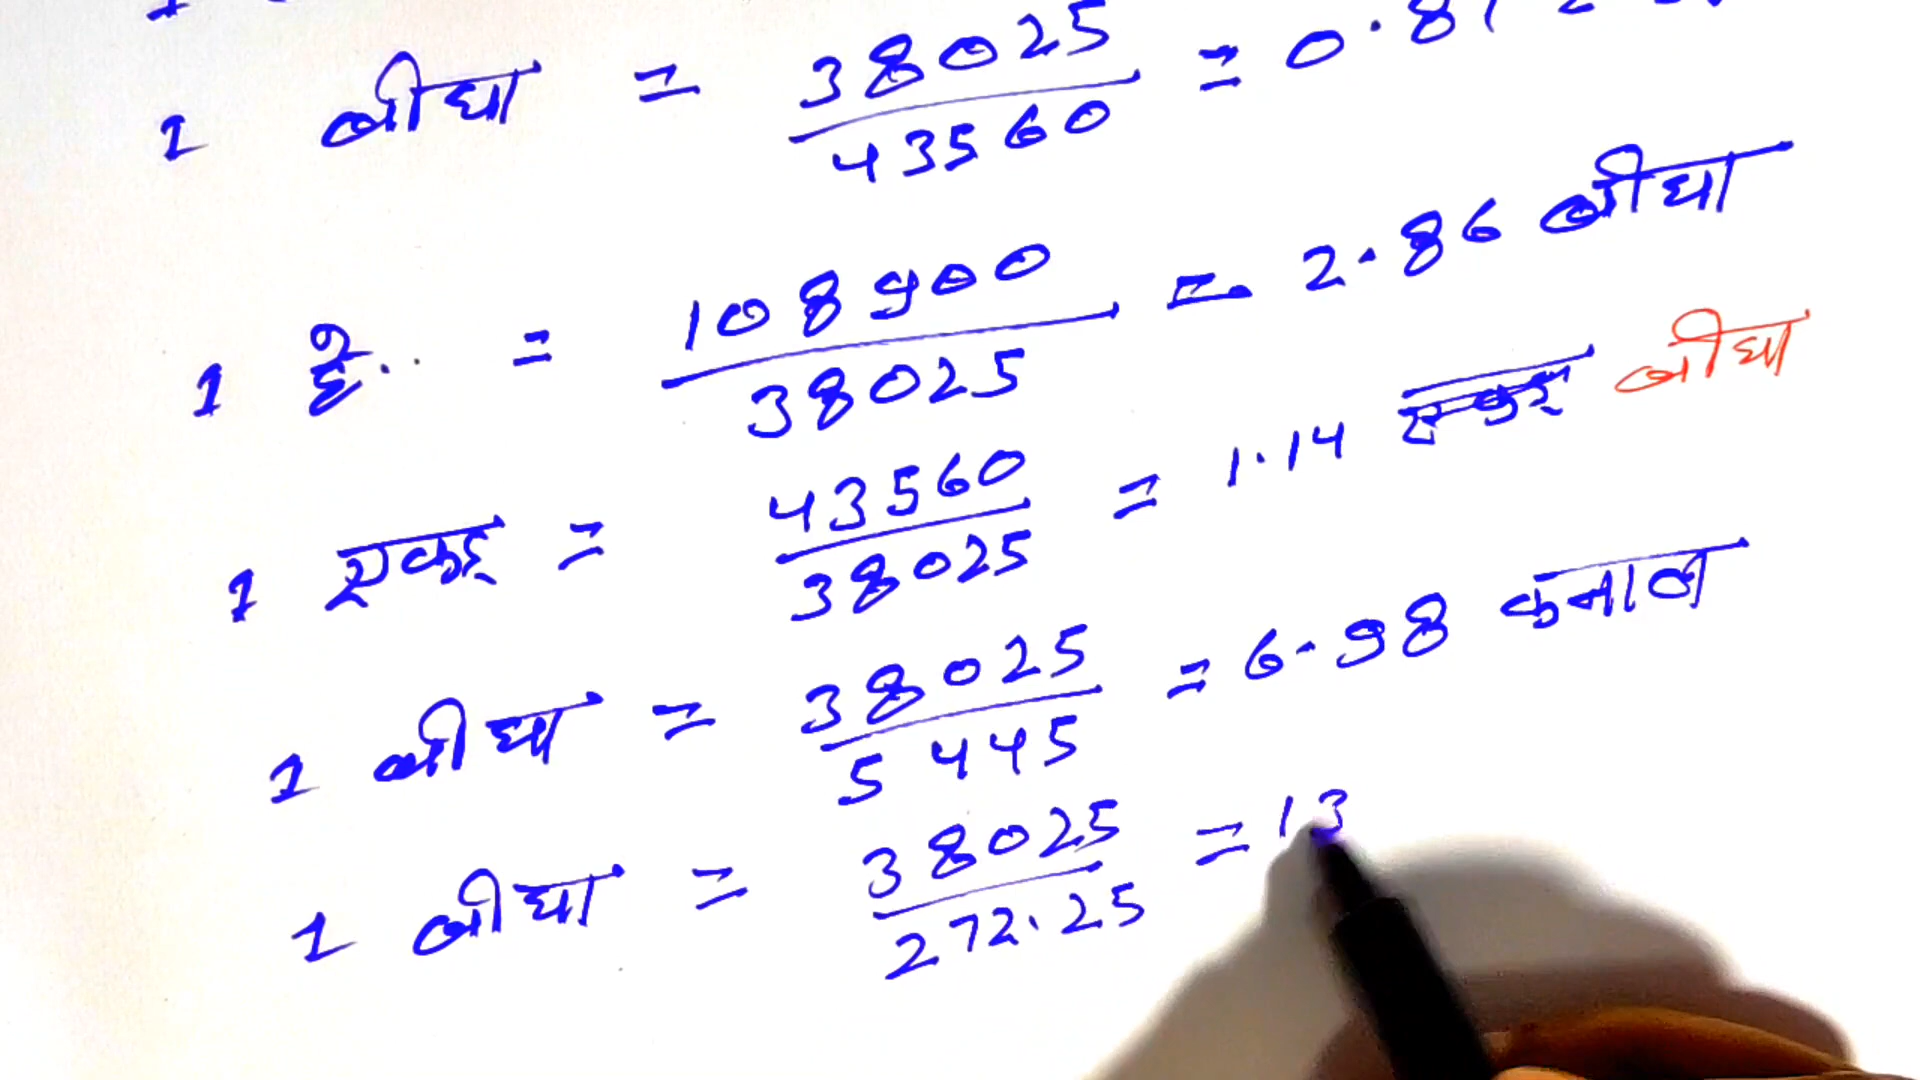 1 बीघा = 38025 / 43560 = 0.87
1 हे. = 108900 / 38025 = 2.86 बीघा
1 एकड़ = 43560 / 38025 = 1.14 एकड़ बीघा
1 बीघा = 38025 / 5445 = 6.98 कनाल
1 बीघा = 38025 / 272.25 = 13